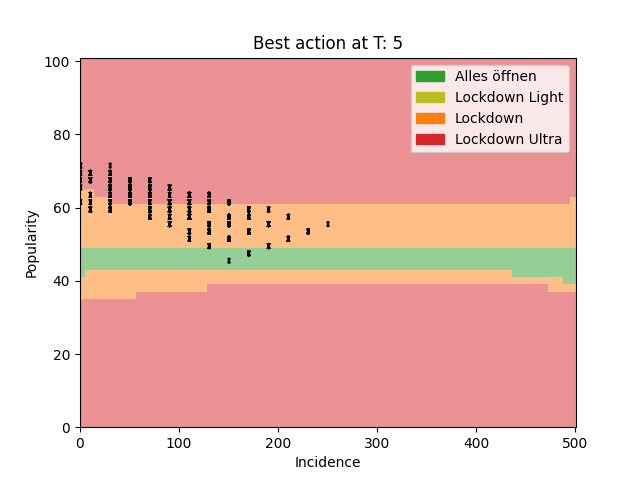 Best action at T: 5
Alles öffnen
Lockdown Light
Lockdown
Lockdown Ultra
Popularity
100
80
60
40
20
0
0 100 200 300 400 500
Incidence